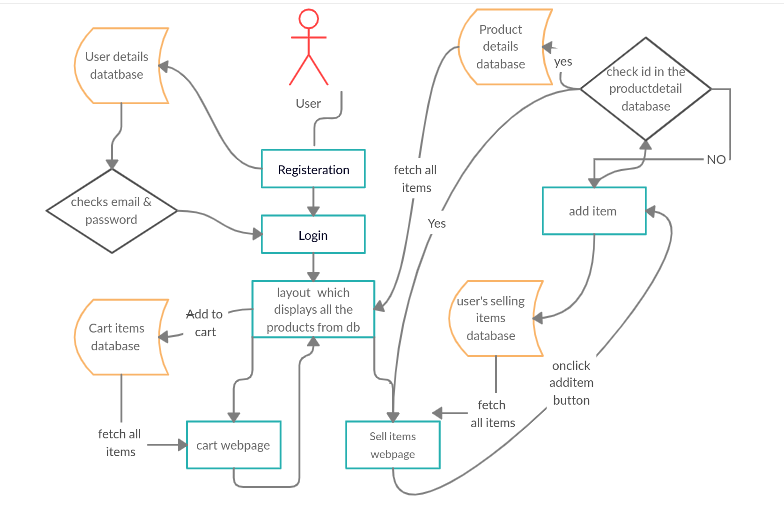 User details
datatbase
User
Product
details
database
yes
check id in the
productdetail
database
NO
Registeration
fetch all
items
checks email &
password
Login
Yes
add item
layout which
displays all the
products from db
Add to
cart
Cart items
database
user's selling
items
database
onclick
additem
button
fetch all
items
cart webpage
Sell items
webpage
fetch
all items